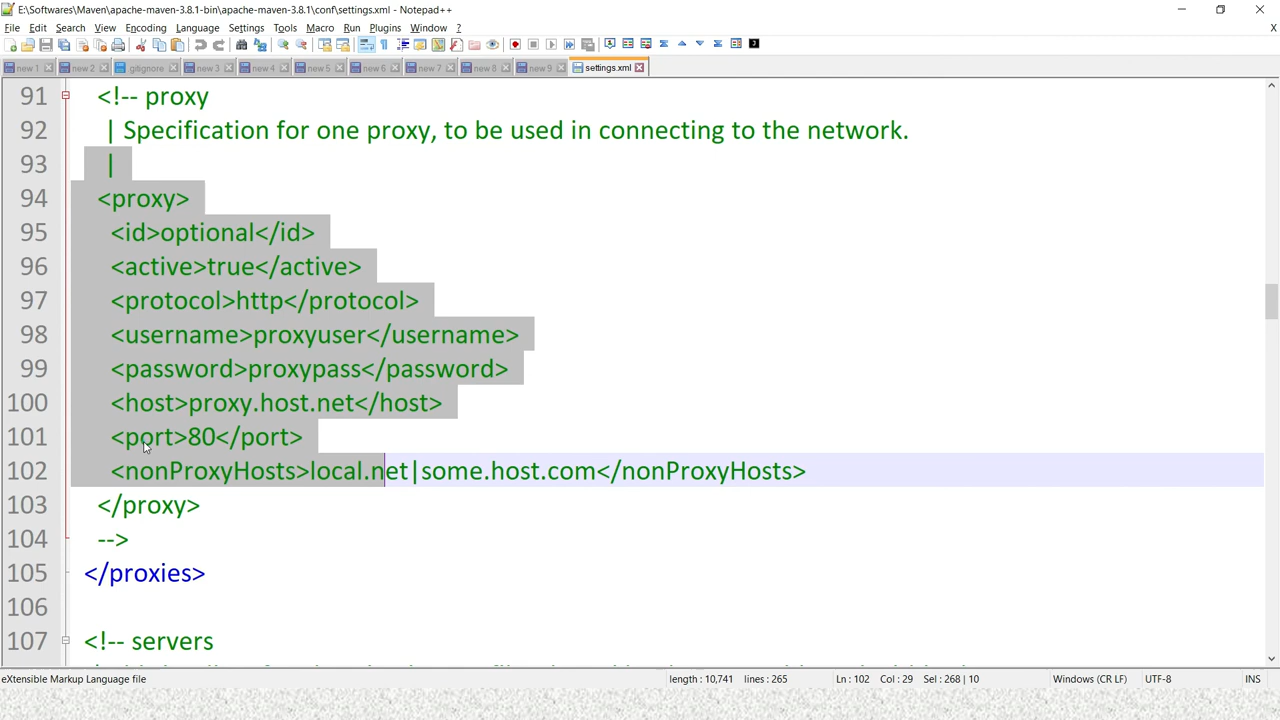 E:\Softwares\Maven\apache-maven-3.8.1-bin\apache-maven-3.8.1\conf\settings.xml - Notepad++
File Edit Search View Encoding Language Settings Tools Macro Run Plugins Window ? X
new 1 new 2 gitignore new 3 new 4 new 5 new 6 new 7 new 8 new 9 settings.xml
91 <!-- proxy
92 | Specification for one proxy, to be used in connecting to the network.
93 |
94 <proxy>
95 <id>optional</id>
96 <active>true</active>
97 <protocol>http</protocol>
98 <username>proxyuser</username>
99 <password>proxypass</password>
100 <host>proxy.host.net</host>
101 <port>80</port>
102 <nonProxyHosts>local.net|some.host.com</nonProxyHosts>
103 </proxy>
104 -->
105 </proxies>
106
107 <!-- servers
eXtensible Markup Language file length : 10,741 lines : 265 Ln : 102 Col : 29 Sel : 268 | 10 Windows (CR LF) UTF-8 INS